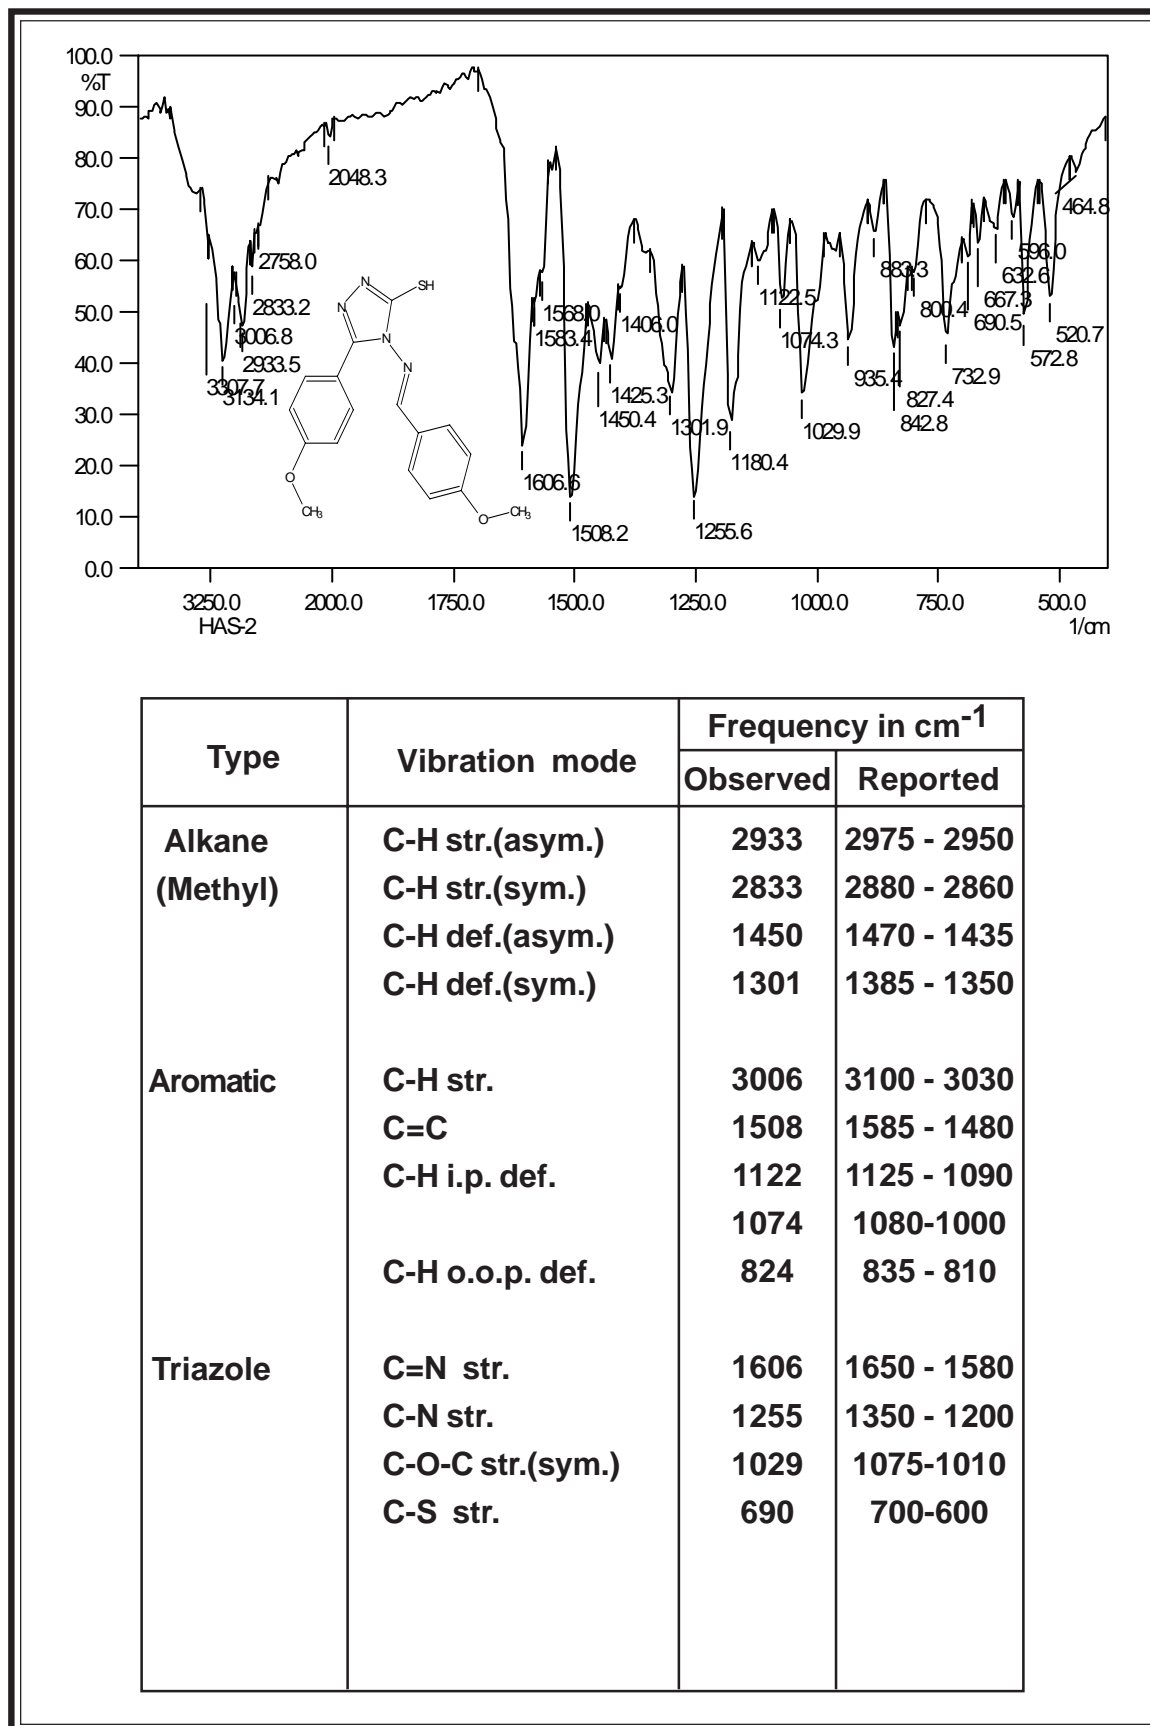 100.0
%T
90.0
80.0
70.0
60.0
50.0
40.0
30.0
20.0
10.0
0.0
3307.7
3134.1
3006.8
2933.5
2833.2
2758.0
2048.3
1606.6
1583.4
1568.0
1508.2
1450.4
1425.3
1406.0
1301.9
1255.6
1180.4
1122.5
1074.3
1029.9
935.4
883.3
842.8
827.4
800.4
732.9
690.5
667.3
632.6
596.0
572.8
520.7
464.8
N
N
SH
N
N
O
CH₃
O
CH₃
3250.0 2000.0 1750.0 1500.0 1250.0 1000.0 750.0 500.0
HAS-2 1/cm
Type Vibration mode Frequency in cm⁻¹
Observed Reported
Alkane C-H str.(asym.) 2933 2975 - 2950
(Methyl) C-H str.(sym.) 2833 2880 - 2860
C-H def.(asym.) 1450 1470 - 1435
C-H def.(sym.) 1301 1385 - 1350
Aromatic C-H str. 3006 3100 - 3030
C=C 1508 1585 - 1480
C-H i.p. def. 1122 1125 - 1090
1074 1080-1000
C-H o.o.p. def. 824 835 - 810
Triazole C=N str. 1606 1650 - 1580
C-N str. 1255 1350 - 1200
C-O-C str.(sym.) 1029 1075-1010
C-S str. 690 700-600